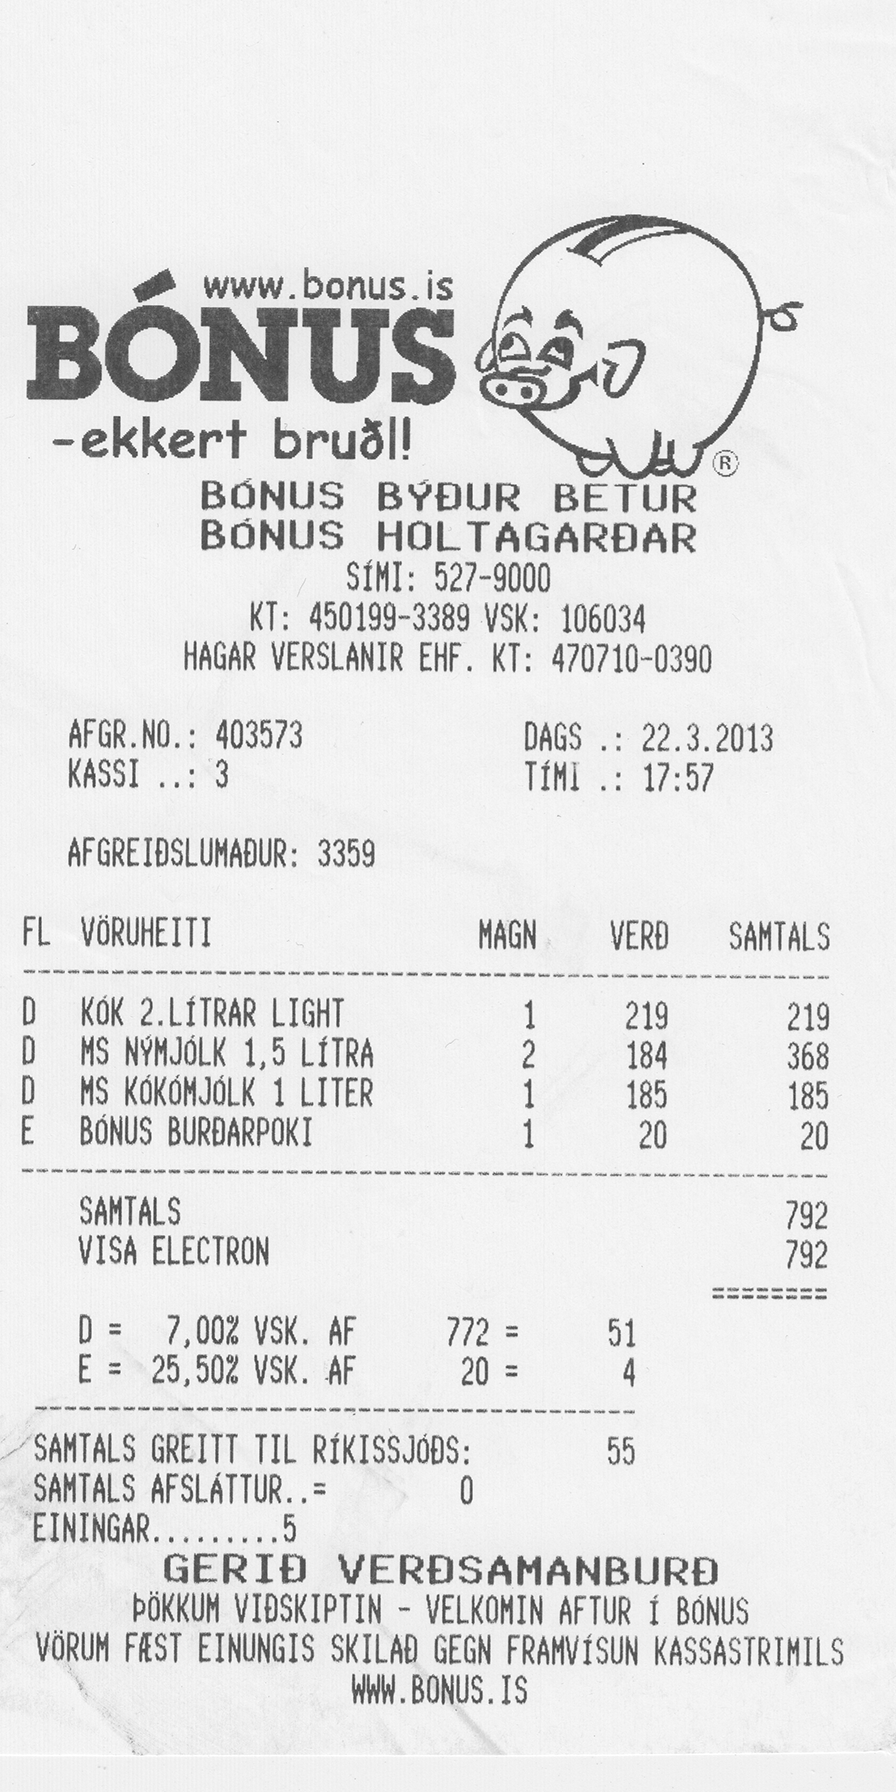 www.bonus.is
BÓNUS
-ekkert bruðl!
®
BÓNUS BÝÐUR BETUR
BÓNUS HOLTAGARÐAR
SÍMI: 527-9000
KT: 450199-3389 VSK: 106034
HAGAR VERSLANIR EHF. KT: 470710-0390
AFGR.NO.: 403573 DAGS .: 22.3.2013
KASSI ..: 3 TÍMI .: 17:57
AFGREIÐSLUMAÐUR: 3359
FL VÖRUHEITI MAGN VERÐ SAMTALS
D KÓK 2.LÍTRAR LIGHT 1 219 219
D MS NÝMJÓLK 1,5 LÍTRA 2 184 368
D MS KÓKÓMJÓLK 1 LITER 1 185 185
E BÓNUS BURÐARPOKI 1 20 20
SAMTALS 792
VISA ELECTRON 792
========
D = 7,00% VSK. AF 772 = 51
E = 25,50% VSK. AF 20 = 4
SAMTALS GREITT TIL RÍKISSJÓÐS: 55
SAMTALS AFSLÁTTUR..= 0
EININGAR.........5
GERIÐ VERÐSAMANBURÐ
ÞÖKKUM VIÐSKIPTIN - VELKOMIN AFTUR Í BÓNUS
VÖRUM FÆST EINUNGIS SKILAÐ GEGN FRAMVÍSUN KASSASTRIMILS
WWW.BONUS.IS